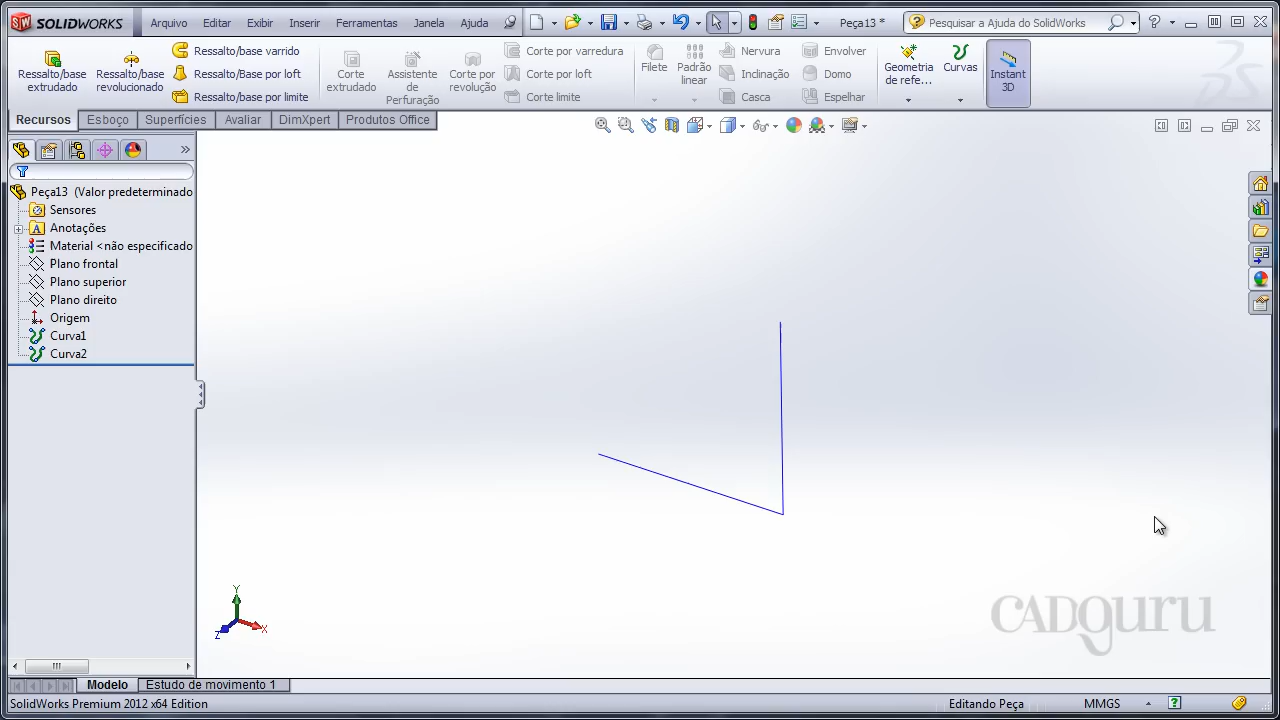 SOLIDWORKS
Arquivo Editar Exibir Inserir Ferramentas Janela Ajuda
Peça13 *
Pesquisar a Ajuda do SolidWorks
Ressalto/base extrudado
Ressalto/base revolucionado
Ressalto/base varrido
Ressalto/Base por loft
Ressalto/base por limite
Corte extrudado
Assistente de Perfuração
Corte por revolução
Corte por varredura
Corte por loft
Corte limite
Filete
Padrão linear
Nervura
Inclinação
Casca
Envolver
Domo
Espelhar
Geometria de refe...
Curvas
Instant 3D
Recursos Esboço Superfícies Avaliar DimXpert Produtos Office
Peça13 (Valor predeterminado
Sensores
Anotações
Material <não especificado
Plano frontal
Plano superior
Plano direito
Origem
Curva1
Curva2
Y
X
Z
CADguru
Modelo Estudo de movimento 1
SolidWorks Premium 2012 x64 Edition
Editando Peça
MMGS